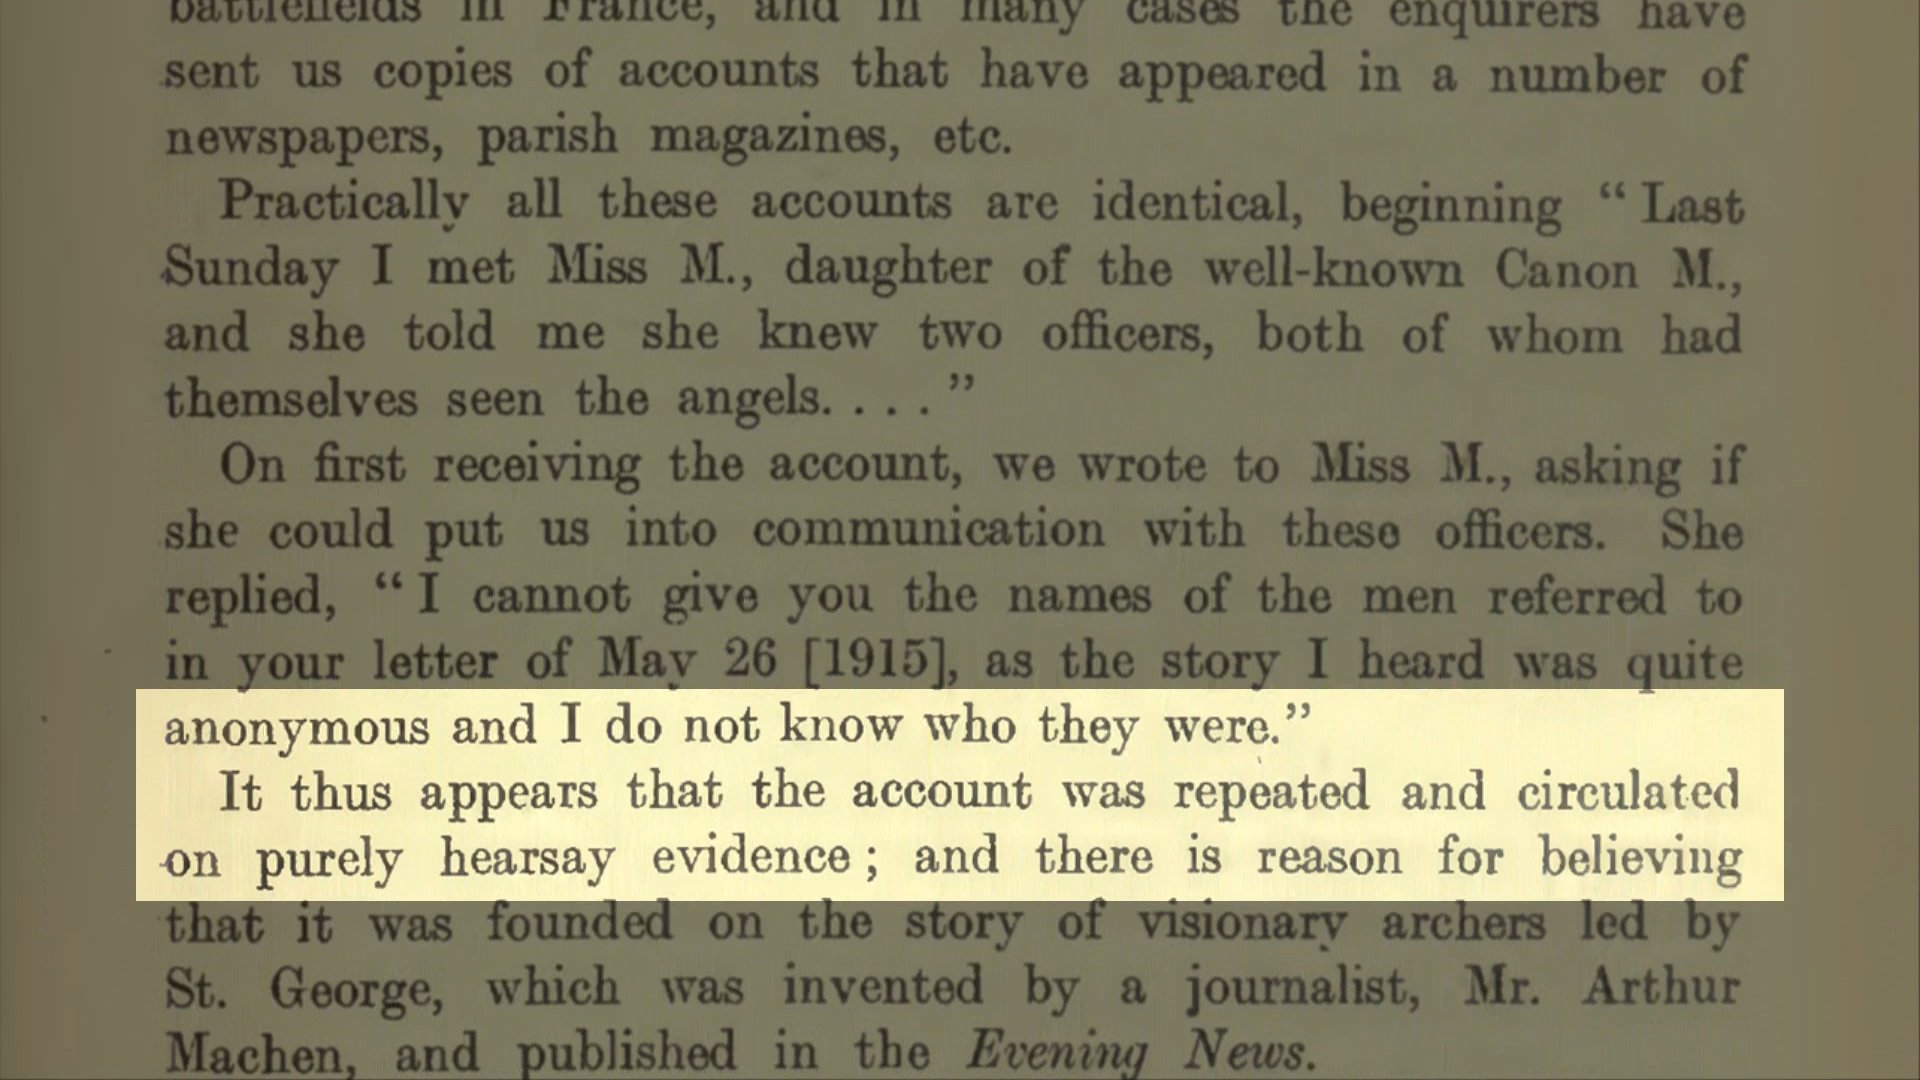 battlefields in France, and in many cases the enquirers have
sent us copies of accounts that have appeared in a number of
newspapers, parish magazines, etc.
Practically all these accounts are identical, beginning “Last
Sunday I met Miss M., daughter of the well-known Canon M.,
and she told me she knew two officers, both of whom had
themselves seen the angels. . . . ”
On first receiving the account, we wrote to Miss M., asking if
she could put us into communication with these officers. She
replied, “I cannot give you the names of the men referred to
in your letter of May 26 [1915], as the story I heard was quite
anonymous and I do not know who they were.”
It thus appears that the account was repeated and circulated
on purely hearsay evidence; and there is reason for believing
that it was founded on the story of visionary archers led by
St. George, which was invented by a journalist, Mr. Arthur
Machen, and published in the Evening News.